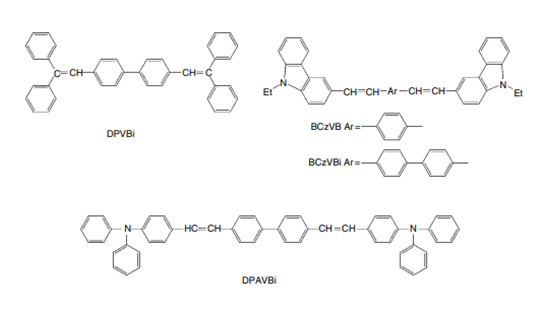 C=CH
CH=C
DPVBi
N
Et
CH=CH
Ar
CH=CH
N
Et
BCzVB Ar=
BCzVBi Ar=
N
HC=CH
CH=CH
N
DPAVBi